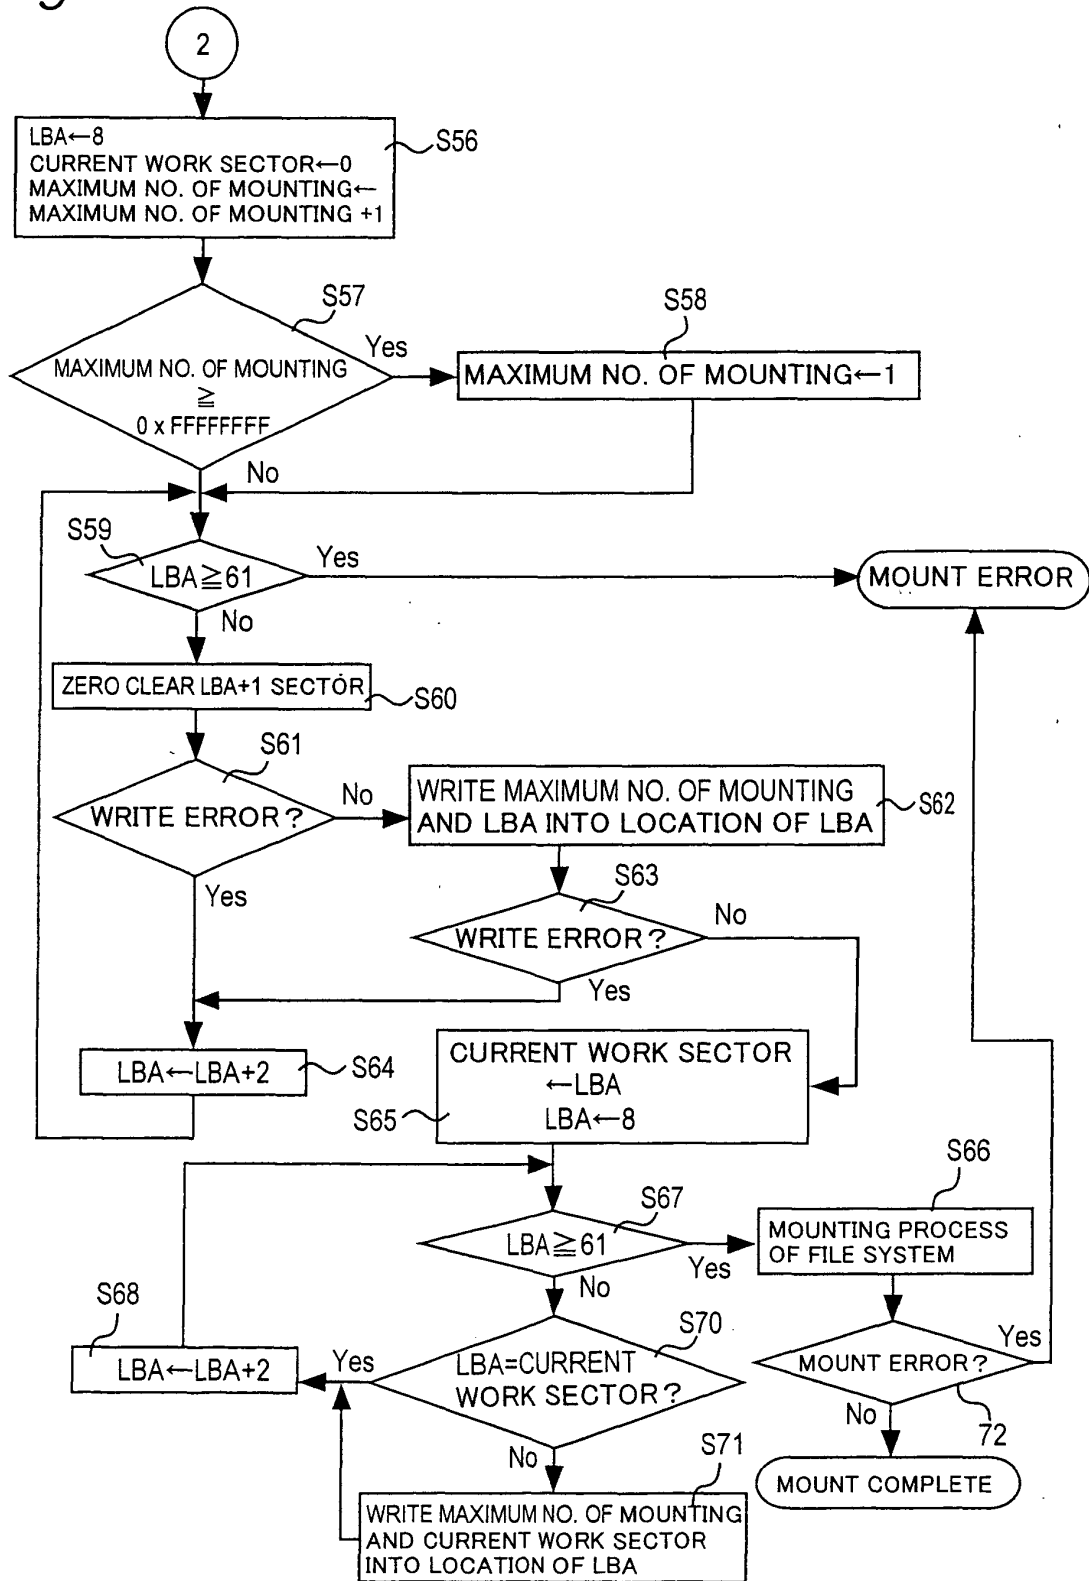 g
2
LBA←8
CURRENT WORK SECTOR←0
MAXIMUM NO. OF MOUNTING←
MAXIMUM NO. OF MOUNTING +1
S56
S57
MAXIMUM NO. OF MOUNTING
≧
0 x FFFFFFFF
Yes
No
S58
MAXIMUM NO. OF MOUNTING←1
S59
LBA≧61
Yes
No
MOUNT ERROR
ZERO CLEAR LBA+1 SECTOR
S60
S61
WRITE ERROR?
No
Yes
WRITE MAXIMUM NO. OF MOUNTING
AND LBA INTO LOCATION OF LBA
S62
S63
WRITE ERROR?
No
Yes
LBA←LBA+2
S64
CURRENT WORK SECTOR
←LBA
LBA←8
S65
S66
MOUNTING PROCESS
OF FILE SYSTEM
S67
LBA≧61
Yes
No
S68
LBA←LBA+2
S70
LBA=CURRENT
WORK SECTOR?
Yes
No
MOUNT ERROR?
Yes
No
72
MOUNT COMPLETE
S71
WRITE MAXIMUM NO. OF MOUNTING
AND CURRENT WORK SECTOR
INTO LOCATION OF LBA